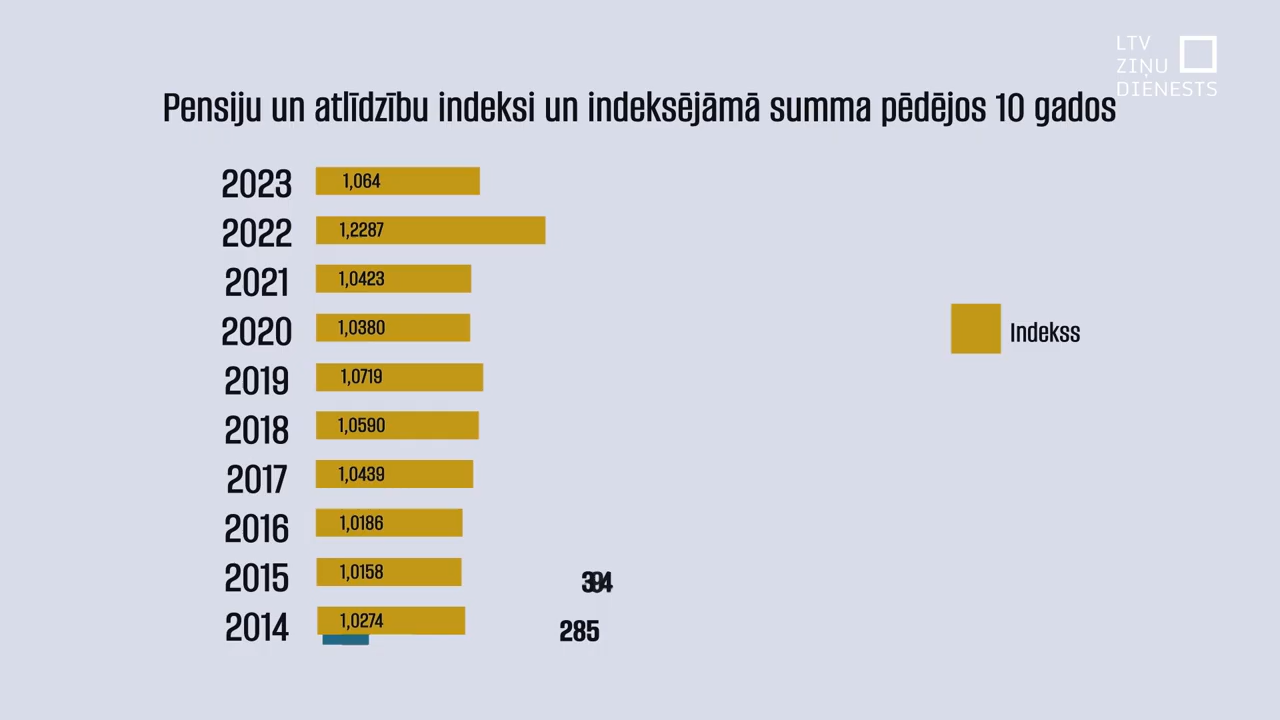 LTV
ZIŅU
DIENESTS
Pensiju un atlīdzību indeksi un indeksējāmā summa pēdējos 10 gados
2023 1,064
2022 1,2287
2021 1,0423
2020 1,0380
Indekss
2019 1,0719
2018 1,0590
2017 1,0439
2016 1,0186
2015 1,0158
2014 1,0274 285